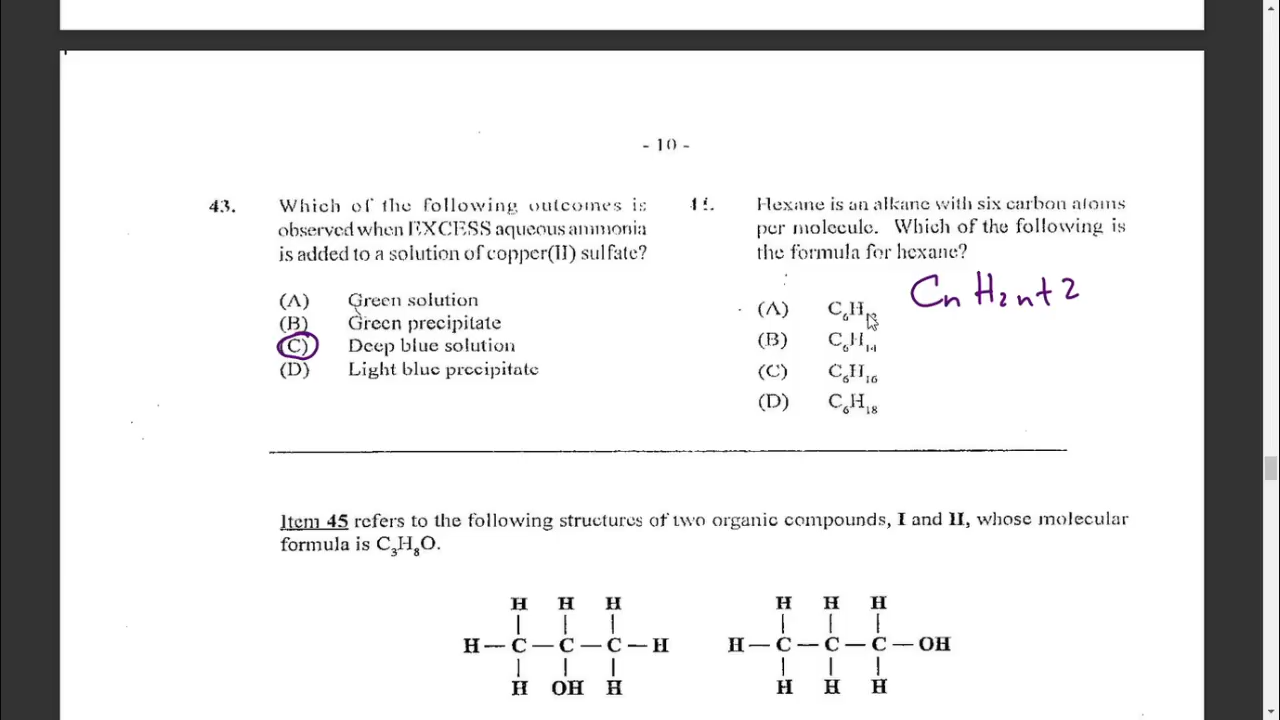 - 10 -
43. Which of the following outcomes is
observed when EXCESS aqueous ammonia
is added to a solution of copper(II) sulfate?
(A) Green solution
(B) Green precipitate
(C) Deep blue solution
(D) Light blue precipitate
Hexane is an alkane with six carbon atoms
per molecule. Which of the following is
the formula for hexane?
CnH2n+2
(A) C₆H
(B) C₆H₁₄
(C) C₆H₁₆
(D) C₆H₁₈
Item 45 refers to the following structures of two organic compounds, I and II, whose molecular
formula is C₃H₈O.
H H H H H H
H—C—C—C—H H—C—C—C—OH
H OH H H H H